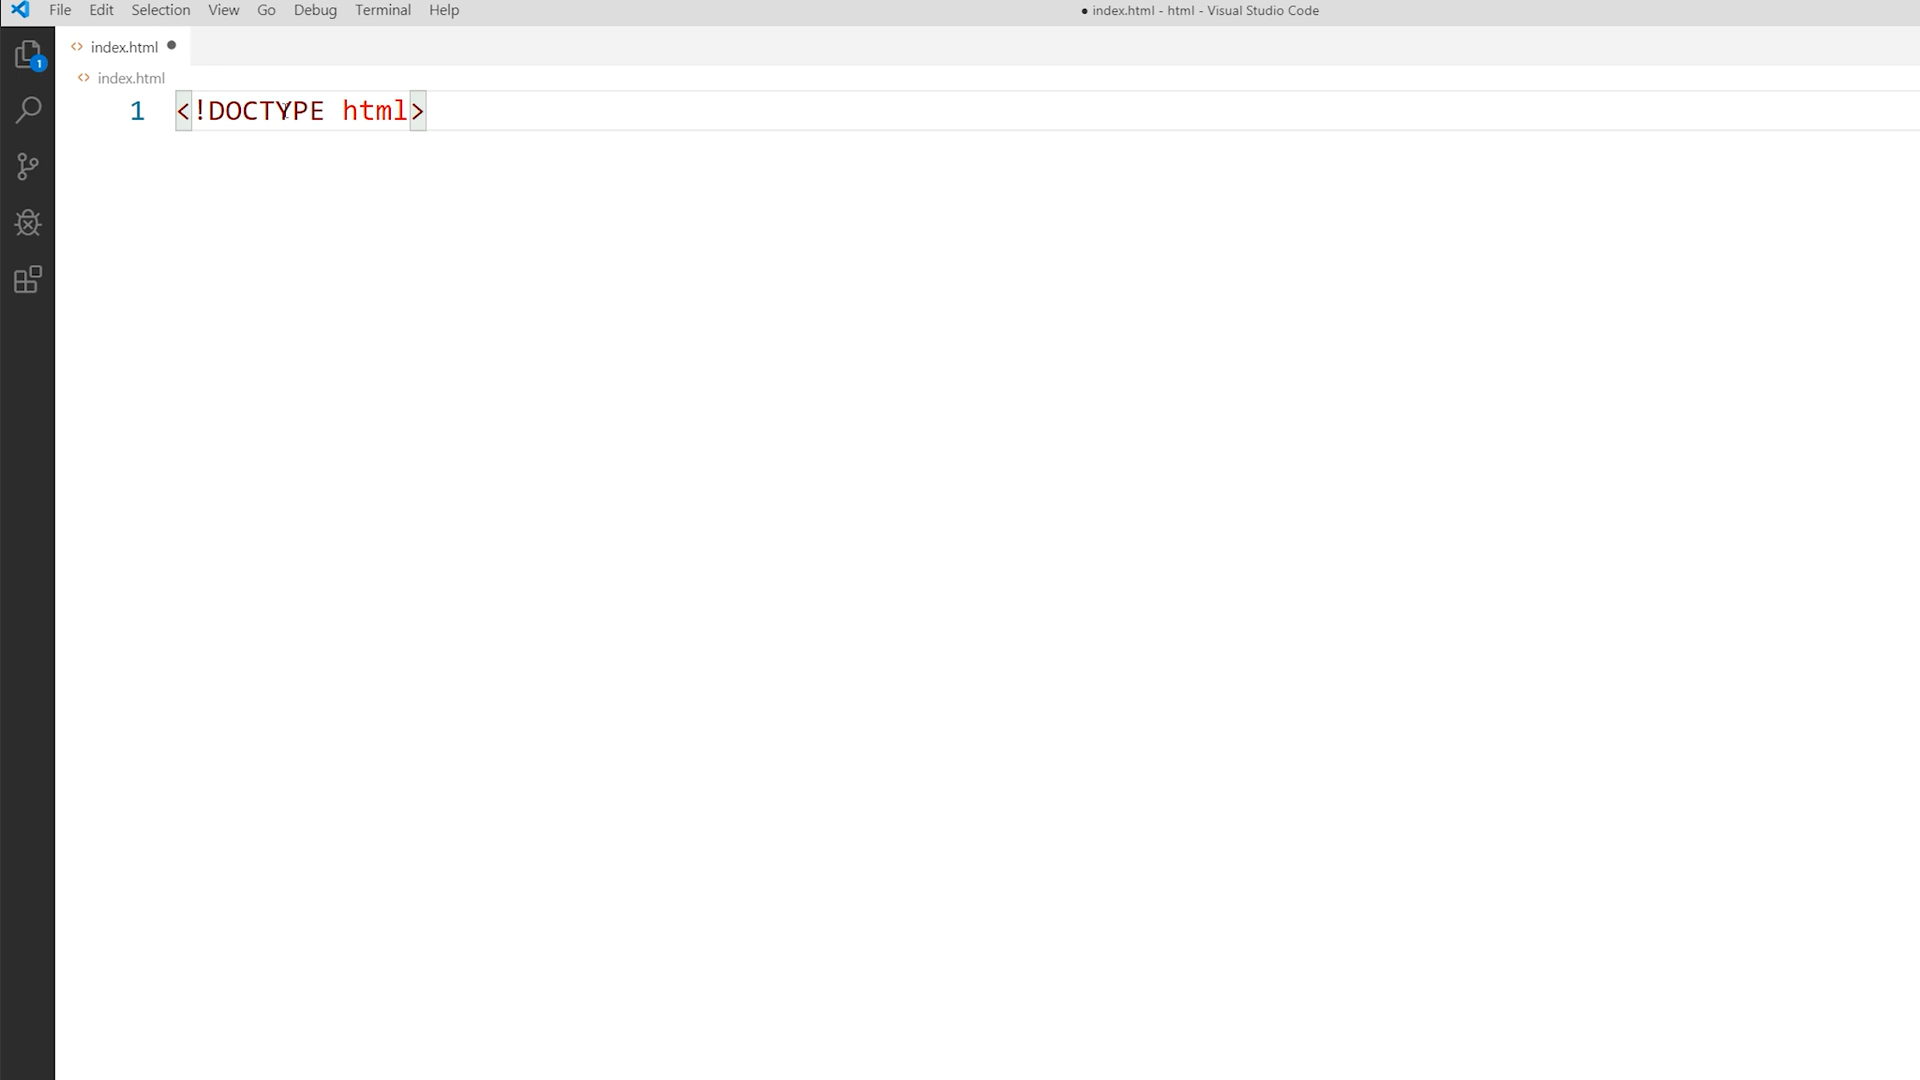 File Edit Selection View Go Debug Terminal Help ● index.html - html - Visual Studio Code
<> index.html ●
<> index.html
1
1 <!DOCTYPE html>